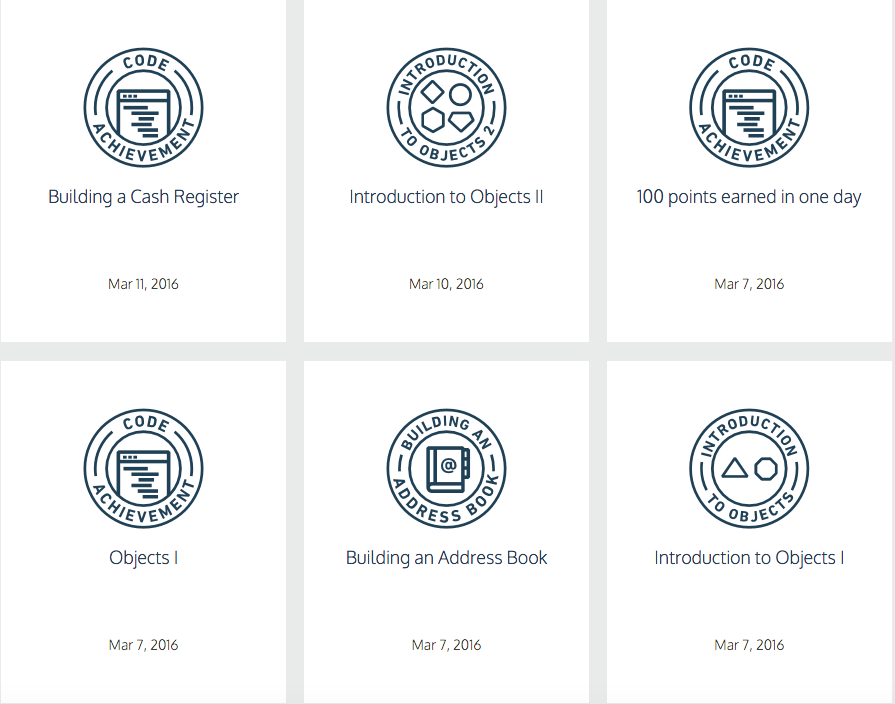 CODE ACHIEVEMENT
Building a Cash Register
Mar 11, 2016
INTRODUCTION TO OBJECTS 2
Introduction to Objects II
Mar 10, 2016
CODE ACHIEVEMENT
100 points earned in one day
Mar 7, 2016
CODE ACHIEVEMENT
Objects I
Mar 7, 2016
BUILDING AN ADDRESS BOOK
@
Building an Address Book
Mar 7, 2016
INTRODUCTION TO OBJECTS
Introduction to Objects I
Mar 7, 2016